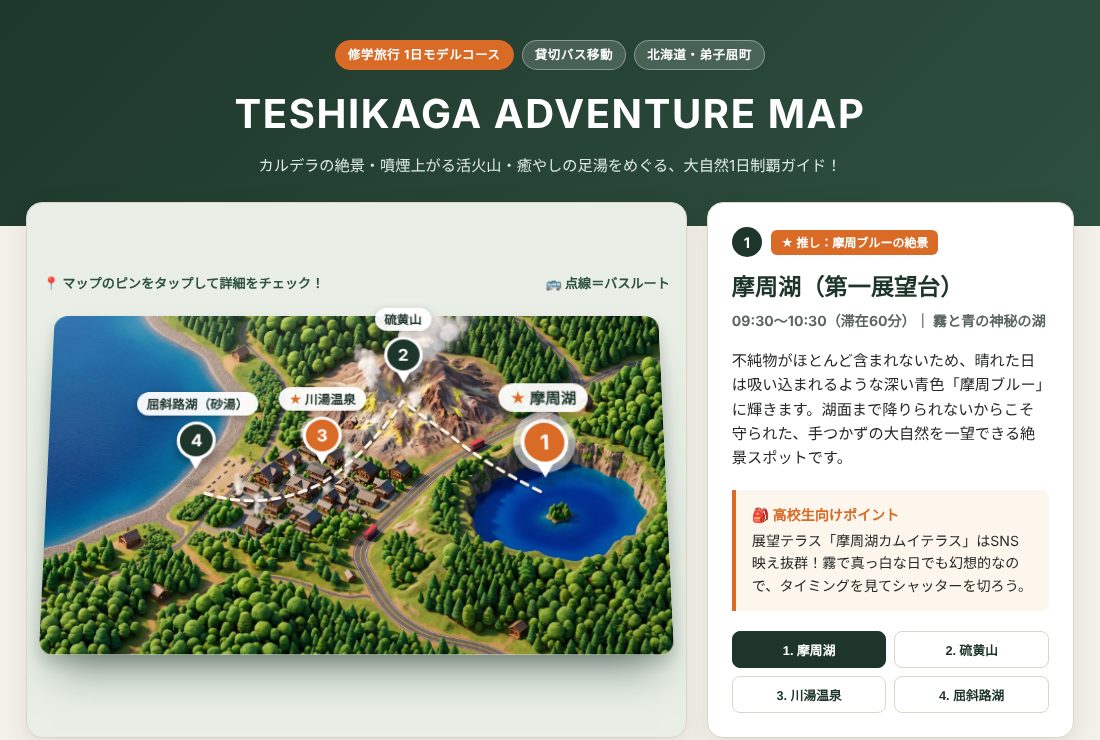 修学旅行 1日モデルコース
貸切バス移動
北海道・弟子屈町
TESHIKAGA ADVENTURE MAP
カルデラの絶景・噴煙上がる活火山・癒やしの足湯をめぐる、大自然1日制覇ガイド！
📍 マップのピンをタップして詳細をチェック！
🚌 点線＝バスルート
硫黄山
2
屈斜路湖（砂湯）
4
★ 川湯温泉
3
★ 摩周湖
1
1
★ 推し：摩周ブルーの絶景
摩周湖（第一展望台）
09:30〜10:30（滞在60分）｜ 霧と青の神秘の湖
不純物がほとんど含まれないため、晴れた日
は吸い込まれるような深い青色「摩周ブルー」
に輝きます。湖面まで降りられないからこそ
守られた、手つかずの大自然を一望できる絶
景スポットです。
🎒 高校生向けポイント
展望テラス「摩周湖カムイテラス」はSNS
映え抜群！霧で真っ白な日でも幻想的なの
で、タイミングを見てシャッターを切ろう。
1. 摩周湖
2. 硫黄山
3. 川湯温泉
4. 屈斜路湖